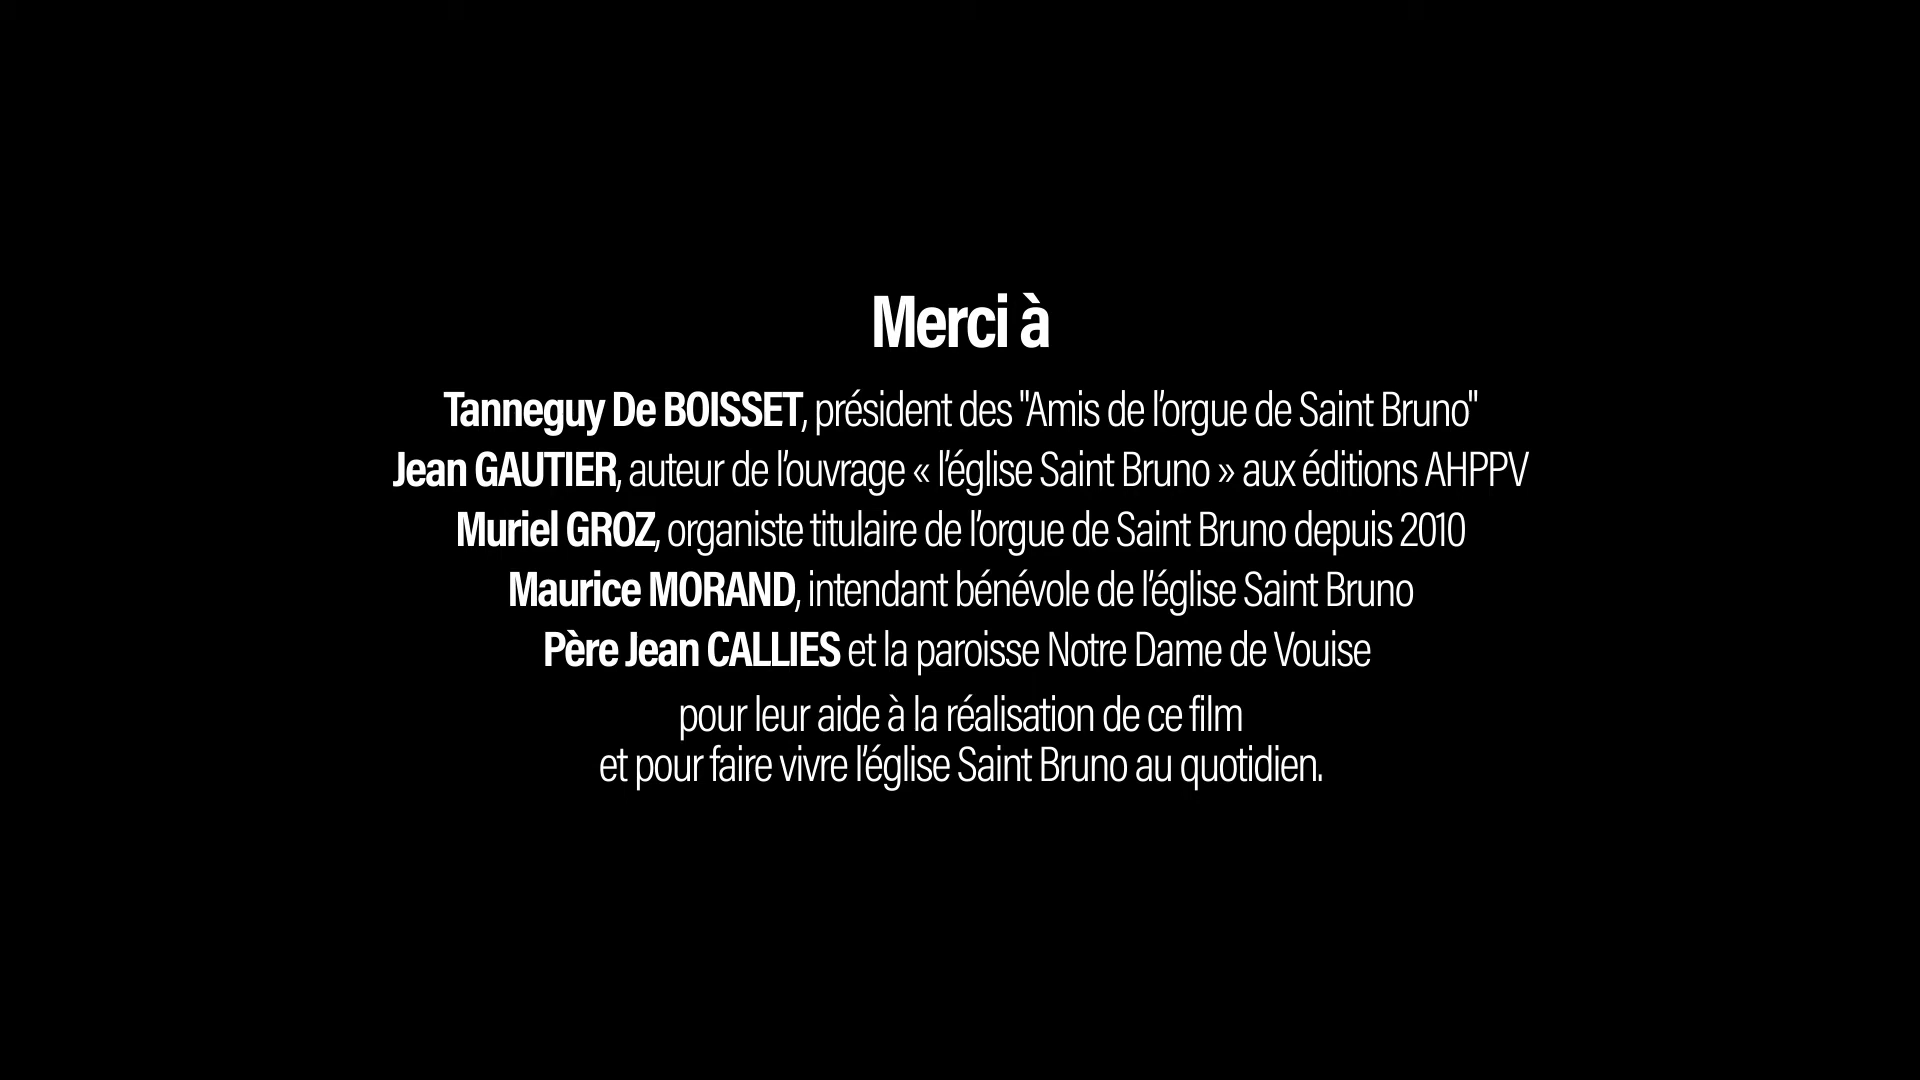 Merci à
Tanneguy De BOISSET, président des "Amis de l’orgue de Saint Bruno"
Jean GAUTIER, auteur de l’ouvrage « l’église Saint Bruno » aux éditions AHPPV
Muriel GROZ, organiste titulaire de l’orgue de Saint Bruno depuis 2010
Maurice MORAND, intendant bénévole de l’église Saint Bruno
Père Jean CALLIES et la paroisse Notre Dame de Vouise
pour leur aide à la réalisation de ce film
et pour faire vivre l’église Saint Bruno au quotidien.